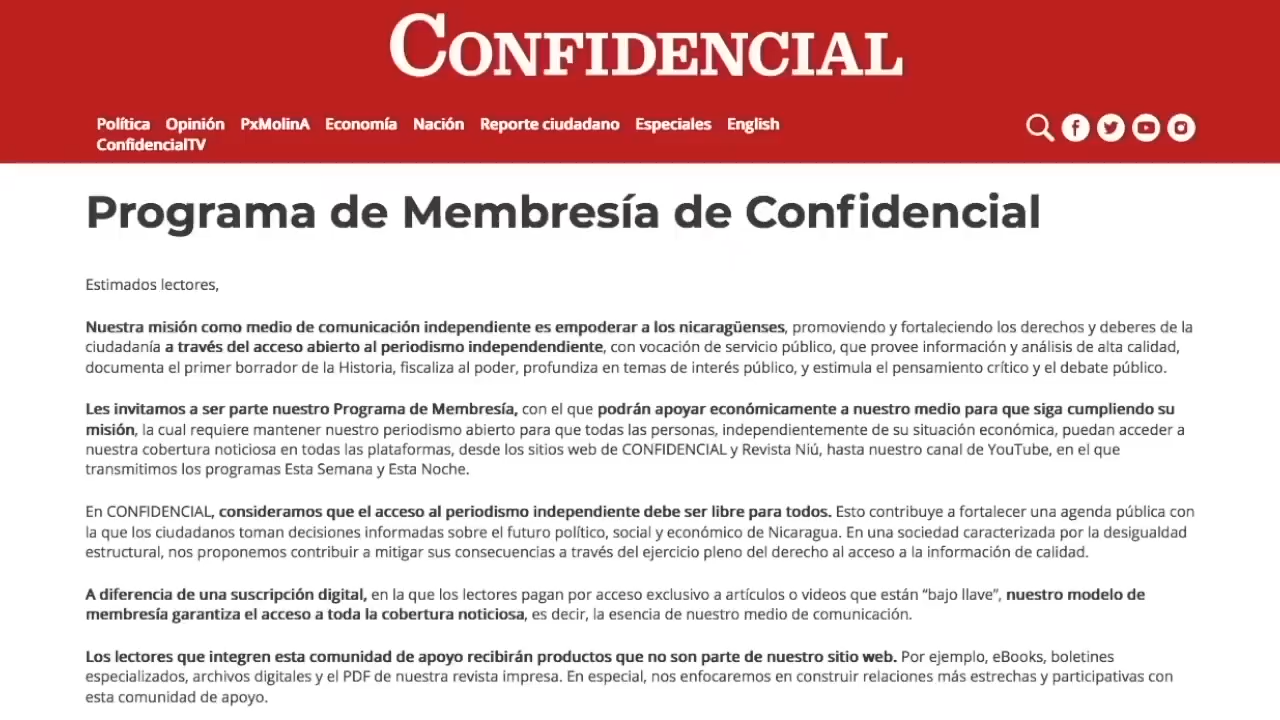 CONFIDENCIAL
Política Opinión PxMolinA Economía Nación Reporte ciudadano Especiales English
ConfidencialTV
Programa de Membresía de Confidencial
Estimados lectores,
Nuestra misión como medio de comunicación independiente es empoderar a los nicaragüenses, promoviendo y fortaleciendo los derechos y deberes de la
ciudadanía a través del acceso abierto al periodismo independendiente, con vocación de servicio público, que provee información y análisis de alta calidad,
documenta el primer borrador de la Historia, fiscaliza al poder, profundiza en temas de interés público, y estimula el pensamiento crítico y el debate público.
Les invitamos a ser parte nuestro Programa de Membresía, con el que podrán apoyar económicamente a nuestro medio para que siga cumpliendo su
misión, la cual requiere mantener nuestro periodismo abierto para que todas las personas, independientemente de su situación económica, puedan acceder a
nuestra cobertura noticiosa en todas las plataformas, desde los sitios web de CONFIDENCIAL y Revista Niú, hasta nuestro canal de YouTube, en el que
transmitimos los programas Esta Semana y Esta Noche.
En CONFIDENCIAL, consideramos que el acceso al periodismo independiente debe ser libre para todos. Esto contribuye a fortalecer una agenda pública con
la que los ciudadanos toman decisiones informadas sobre el futuro político, social y económico de Nicaragua. En una sociedad caracterizada por la desigualdad
estructural, nos proponemos contribuir a mitigar sus consecuencias a través del ejercicio pleno del derecho al acceso a la información de calidad.
A diferencia de una suscripción digital, en la que los lectores pagan por acceso exclusivo a artículos o videos que están “bajo llave”, nuestro modelo de
membresía garantiza el acceso a toda la cobertura noticiosa, es decir, la esencia de nuestro medio de comunicación.
Los lectores que integren esta comunidad de apoyo recibirán productos que no son parte de nuestro sitio web. Por ejemplo, eBooks, boletines
especializados, archivos digitales y el PDF de nuestra revista impresa. En especial, nos enfocaremos en construir relaciones más estrechas y participativas con
esta comunidad de apoyo.